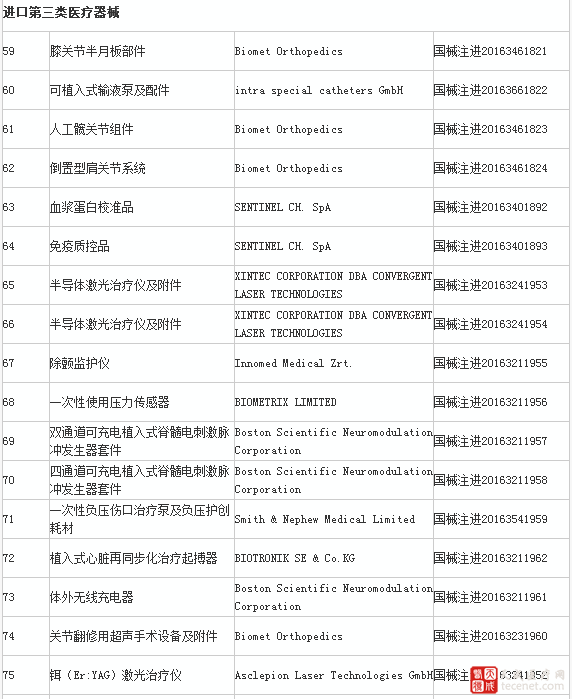 进口第三类医疗器械
59 膝关节半月板部件 Biomet Orthopedics 国械注进20163461821
60 可植入式输液泵及配件 intra special catheters GmbH 国械注进20163661822
61 人工髋关节组件 Biomet Orthopedics 国械注进20163461823
62 倒置型肩关节系统 Biomet Orthopedics 国械注进20163461824
63 血浆蛋白校准品 SENTINEL CH. SpA 国械注进20163401892
64 免疫质控品 SENTINEL CH. SpA 国械注进20163401893
65 半导体激光治疗仪及附件 XINTEC CORPORATION DBA CONVERGENT
LASER TECHNOLOGIES 国械注进20163241953
66 半导体激光治疗仪及附件 XINTEC CORPORATION DBA CONVERGENT
LASER TECHNOLOGIES 国械注进20163241954
67 除颤监护仪 Innomed Medical Zrt. 国械注进20163211955
68 一次性使用压力传感器 BIOMETRIX LIMITED 国械注进20163211956
69 双通道可充电植入式脊髓电刺激脉
冲发生器套件 Boston Scientific Neuromodulation
Corporation 国械注进20163211957
70 四通道可充电植入式脊髓电刺激脉
冲发生器套件 Boston Scientific Neuromodulation
Corporation 国械注进20163211958
71 一次性负压伤口治疗泵及负压护创
耗材 Smith & Nephew Medical Limited 国械注进20163541959
72 植入式心脏再同步化治疗起搏器 BIOTRONIK SE & Co.KG 国械注进20163211962
73 体外无线充电器 Boston Scientific Neuromodulation
Corporation 国械注进20163211961
74 关节翻修用超声手术设备及附件 Biomet Orthopedics 国械注进20163231960
75 铒（Er:YAG）激光治疗仪 Asclepion Laser Technologies GmbH
recenet.com